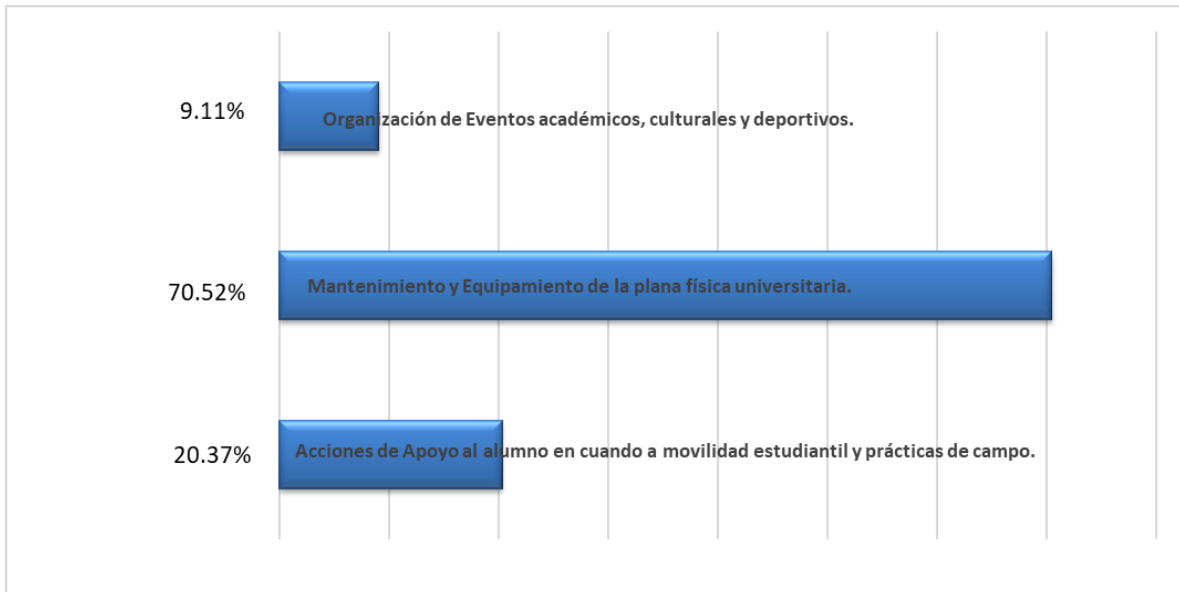 9.11%
Organización de Eventos académicos, culturales y deportivos.
70.52%
Mantenimiento y Equipamiento de la plana física universitaria.
20.37%
Acciones de Apoyo al alumno en cuando a movilidad estudiantil y prácticas de campo.